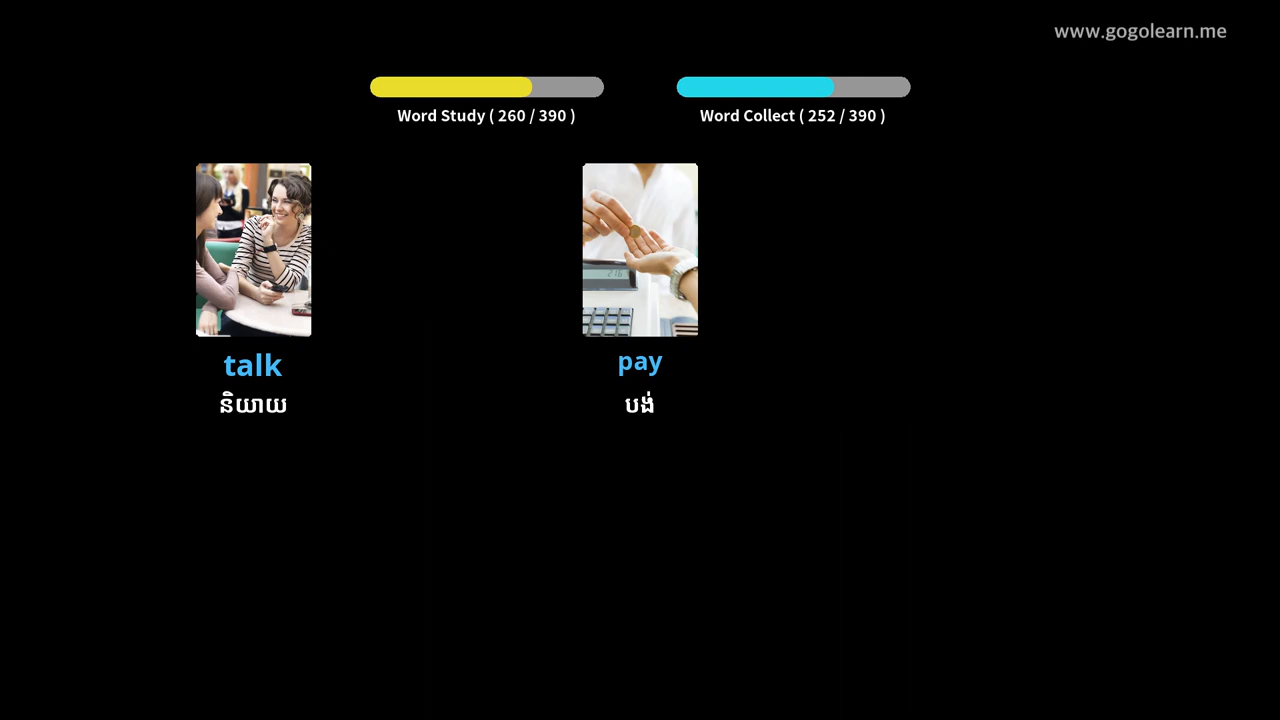 www.gogolearn.me
Word Study ( 260 / 390 )
Word Collect ( 252 / 390 )
talk
និយាយ
pay
បង់